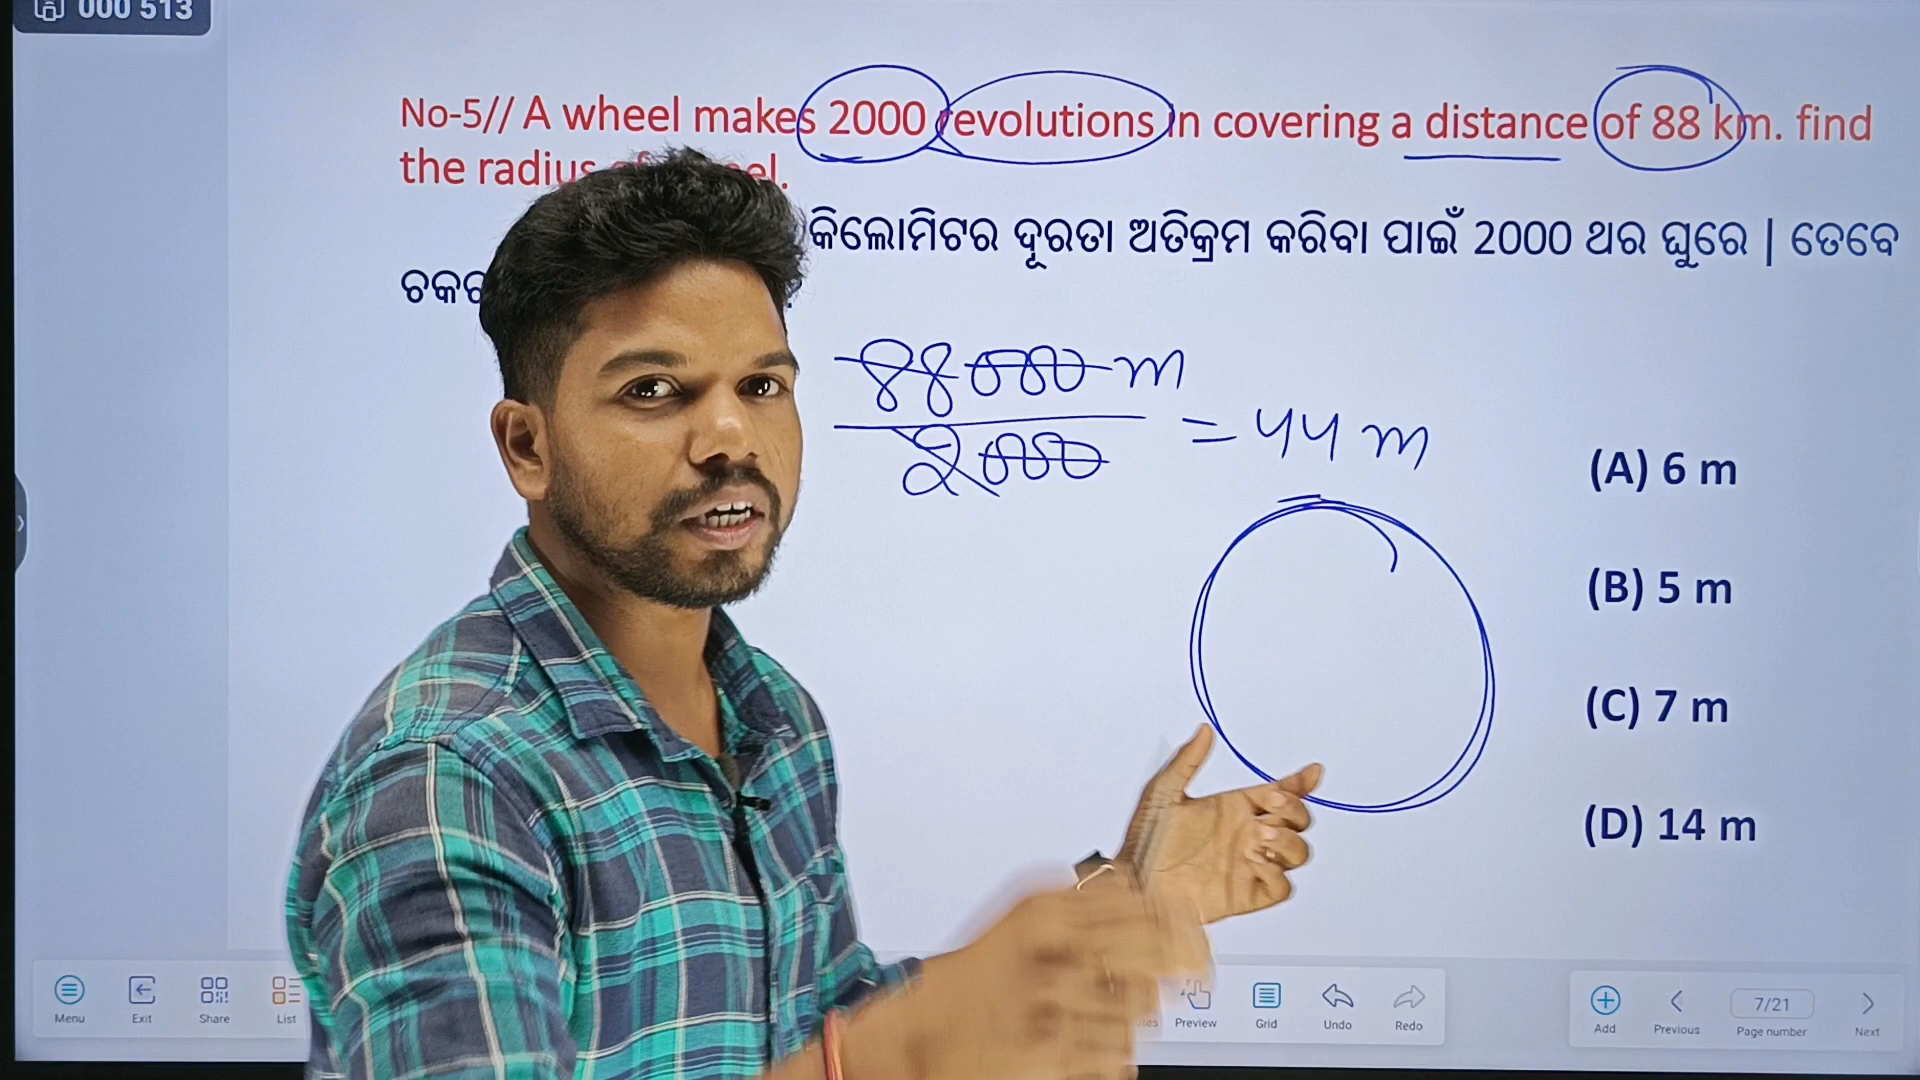 000 513
No-5// A wheel makes 2000 revolutions in covering a distance of 88 km. find
the radius
କିଲୋମିଟର ଦୂରତା ଅତିକ୍ରମ କରିବା ପାଇଁ 2000 ଥର ଘୁରେ | ତେବେ
88000 m
2000
= 44 m
(A) 6 m
(B) 5 m
(C) 7 m
(D) 14 m
Menu Exit Share List Preview Grid Undo Redo Add Previous 7/21 Page number Next